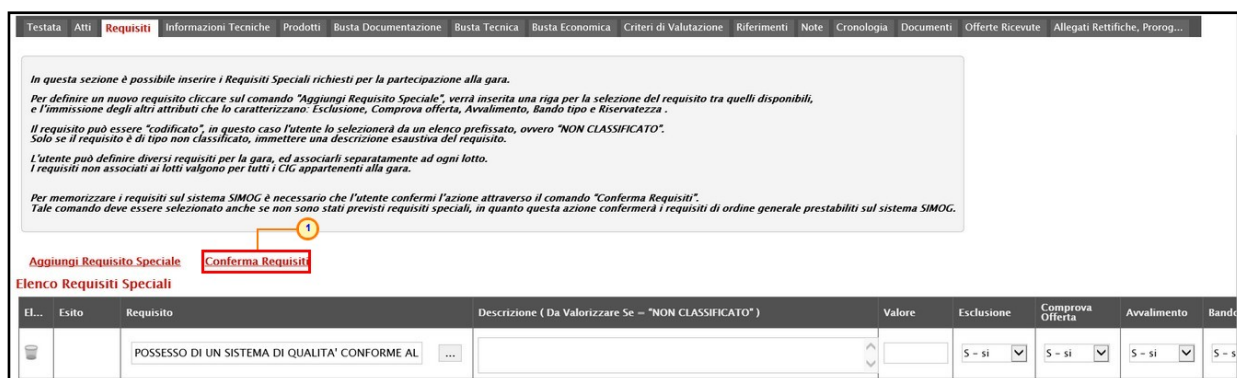 Testata Atti Requisiti Informazioni Tecniche Prodotti Busta Documentazione Busta Tecnica Busta Economica Criteri di Valutazione Riferimenti Note Cronologia Documenti Offerte Ricevute Allegati Rettifiche, Prorog...
In questa sezione è possibile inserire i Requisiti Speciali richiesti per la partecipazione alla gara.
Per definire un nuovo requisito cliccare sul comando "Aggiungi Requisito Speciale", verrà inserita una riga per la selezione del requisito tra quelli disponibili,
e l'immissione degli altri attributi che lo caratterizzano: Esclusione, Comprova offerta, Avvalimento, Bando tipo e Riservatezza .
Il requisito può essere "codificato", in questo caso l'utente lo selezionerà da un elenco prefissato, ovvero "NON CLASSIFICATO".
Solo se il requisito è di tipo non classificato, immettere una descrizione esaustiva del requisito.
L'utente può definire diversi requisiti per la gara, ed associarli separatamente ad ogni lotto.
I requisiti non associati ai lotti valgono per tutti i CIG appartenenti alla gara.
Per memorizzare i requisiti sul sistema SIMOG è necessario che l'utente confermi l'azione attraverso il comando "Conferma Requisiti".
Tale comando deve essere selezionato anche se non sono stati previsti requisiti speciali, in quanto questa azione confermerà i requisiti di ordine generale prestabiliti sul sistema SIMOG.
1
Aggiungi Requisito Speciale Conferma Requisiti
Elenco Requisiti Speciali
El... Esito Requisito Descrizione ( Da Valorizzare Se = "NON CLASSIFICATO" ) Valore Esclusione Comprova Offerta Avvalimento Bando
POSSESSO DI UN SISTEMA DI QUALITA' CONFORME AL ... S - si S - si S - si S - s